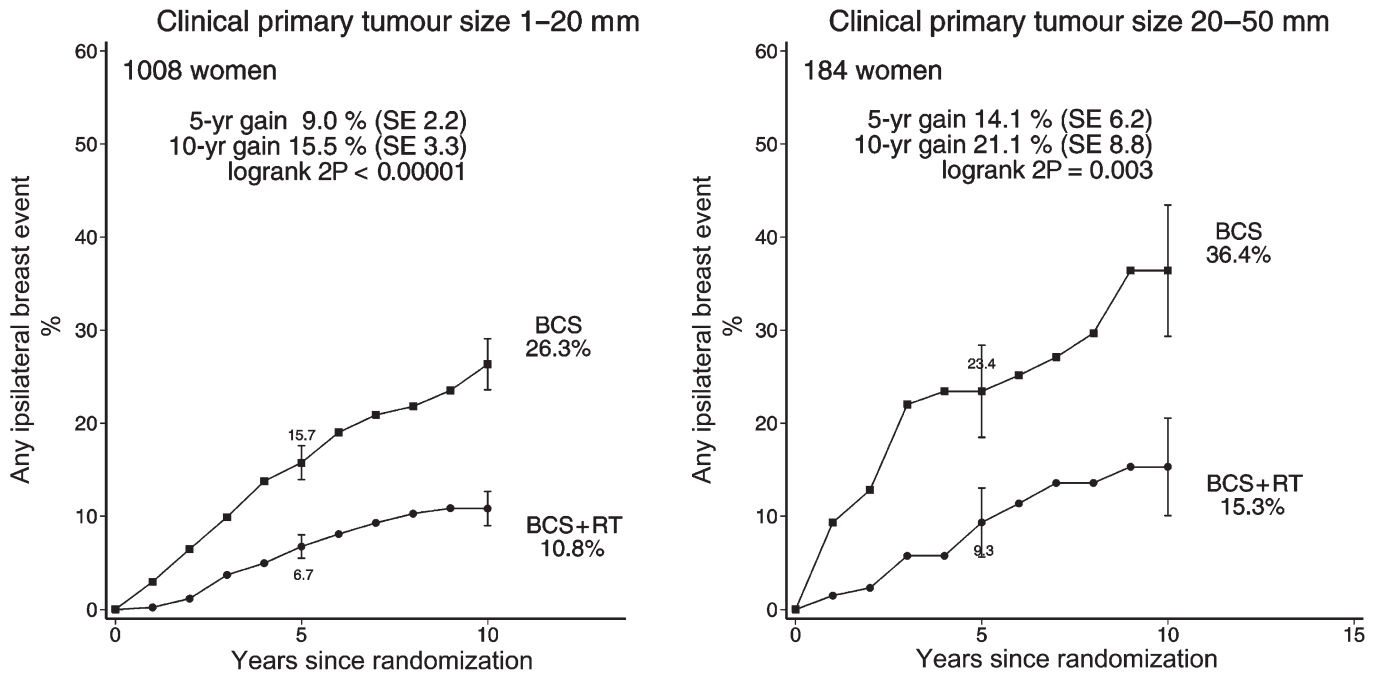 Clinical primary tumour size 1–20 mm
1008 women
5-yr gain 9.0 % (SE 2.2)
10-yr gain 15.5 % (SE 3.3)
logrank 2P < 0.00001
Any ipsilateral breast event
%
60
50
40
30
20
10
0
BCS
26.3%
15.7
BCS+RT
10.8%
6.7
0 5 10
Years since randomization
Clinical primary tumour size 20–50 mm
184 women
5-yr gain 14.1 % (SE 6.2)
10-yr gain 21.1 % (SE 8.8)
logrank 2P = 0.003
Any ipsilateral breast event
%
60
50
40
30
20
10
0
BCS
36.4%
23.4
BCS+RT
15.3%
9.3
0 5 10 15
Years since randomization